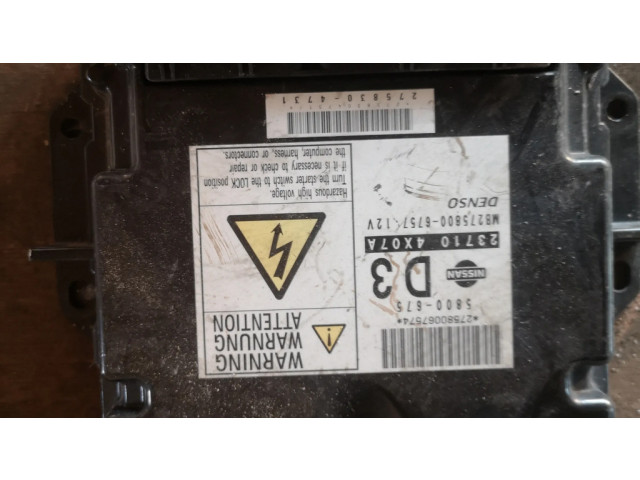 *27580067574*
5800-675
NISSAN
D3
23710 4X07A
MB275800-6757 12V
DENSO
WARNING
WARNUNG
ATTENTION
Hazardous high voltage.
Turn the starter switch to the LOCK position
if it is necessary to check or repair
the computer, harness, or connectors.
275830-4731